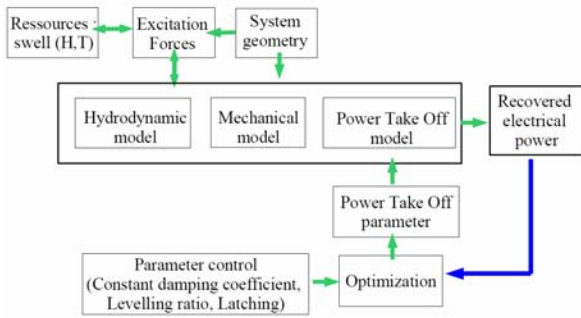 Ressources :
swell (H,T)
Excitation
Forces
System
geometry
Hydrodynamic
model
Mechanical
model
Power Take Off
model
Recovered
electrical
power
Power Take Off
parameter
Parameter control
(Constant damping coefficient,
Levelling ratio, Latching)
Optimization